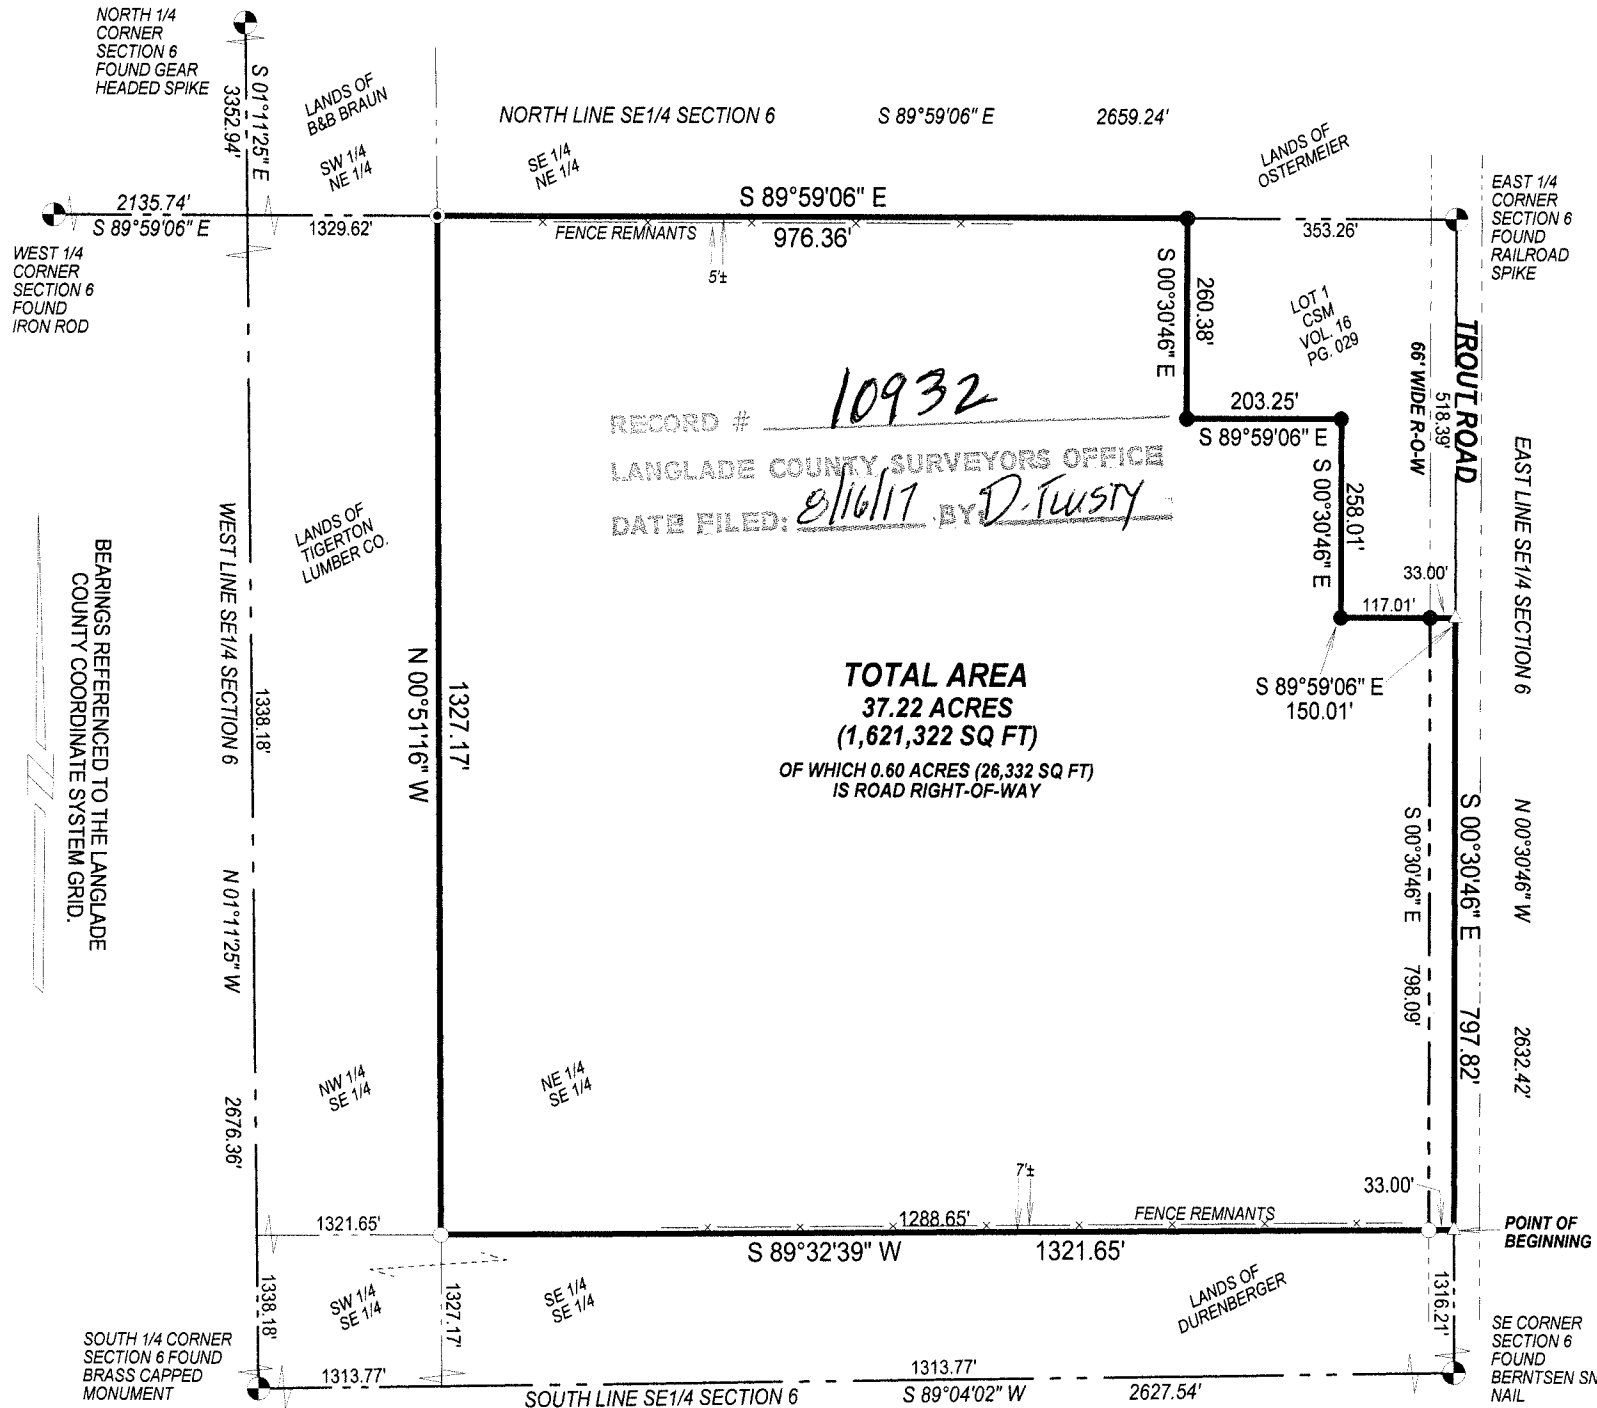 NORTH 1/4
CORNER
SECTION 6
FOUND GEAR
HEADED SPIKE
S 01°11'25" E
3352.94'
LANDS OF
B&B BRAUN
SW 1/4
NE 1/4
NORTH LINE SE1/4 SECTION 6 S 89°59'06" E 2659.24'
SE 1/4
NE 1/4
LANDS OF
OSTERMEIER
EAST 1/4
CORNER
SECTION 6
FOUND
RAILROAD
SPIKE
2135.74'
S 89°59'06" E
1329.62'
WEST 1/4
CORNER
SECTION 6
FOUND
IRON ROD
S 89°59'06" E
976.36'
FENCE REMNANTS
5'±
353.26'
S 00°30'46" E
260.38'
LOT 1
CSM
VOL. 16
PG. 029
TROUT ROAD
518.39'
66' WIDE R-O-W
RECORD # 10932
LANGLADE COUNTY SURVEYORS OFFICE
DATE FILED: 8/16/17 BY: D. TLUSTY
203.25'
S 89°59'06" E
S 00°30'46" E
258.01'
33.00'
117.01'
S 89°59'06" E
150.01'
EAST LINE SE1/4 SECTION 6 N 00°30'46" W 2632.42'
LANDS OF
TIGERTON
LUMBER CO.
WEST LINE SE1/4 SECTION 6 N 01°11'25" W 2676.36'
1338.18'
BEARINGS REFERENCED TO THE LANGLADE
COUNTY COORDINATE SYSTEM GRID.
N 00°51'16" W
1327.17'
TOTAL AREA
37.22 ACRES
(1,621,322 SQ FT)
OF WHICH 0.60 ACRES (26,332 SQ FT)
IS ROAD RIGHT-OF-WAY
S 00°30'46" E 798.09'
S 00°30'46" E 797.82'
NW 1/4
SE 1/4
NE 1/4
SE 1/4
7'±
33.00'
1321.65'
1288.65'
FENCE REMNANTS
S 89°32'39" W 1321.65'
POINT OF
BEGINNING
SW 1/4
SE 1/4
SE 1/4
SE 1/4
LANDS OF
DURENBERGER
1338.18'
1327.17'
1316.21'
SOUTH 1/4 CORNER
SECTION 6 FOUND
BRASS CAPPED
MONUMENT
1313.77'
1313.77'
SOUTH LINE SE1/4 SECTION 6 S 89°04'02" W 2627.54'
SE CORNER
SECTION 6
FOUND
BERNTSEN SN
NAIL